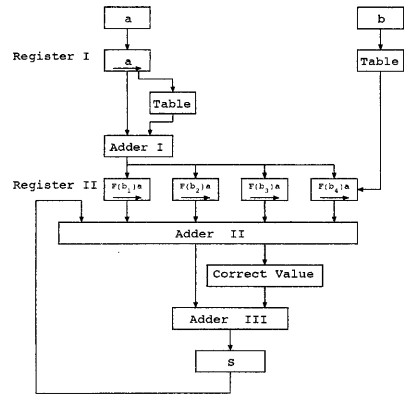 a b
Register I a Table
Table
Adder I
Register II F(b₁)a F(b₂)a F(b₃)a F(b₄)a
Adder II
Correct Value
Adder III
S